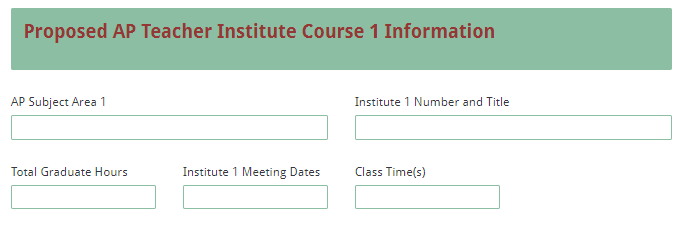 Proposed AP Teacher Institute Course 1 Information
AP Subject Area 1
Institute 1 Number and Title
Total Graduate Hours
Institute 1 Meeting Dates
Class Time(s)